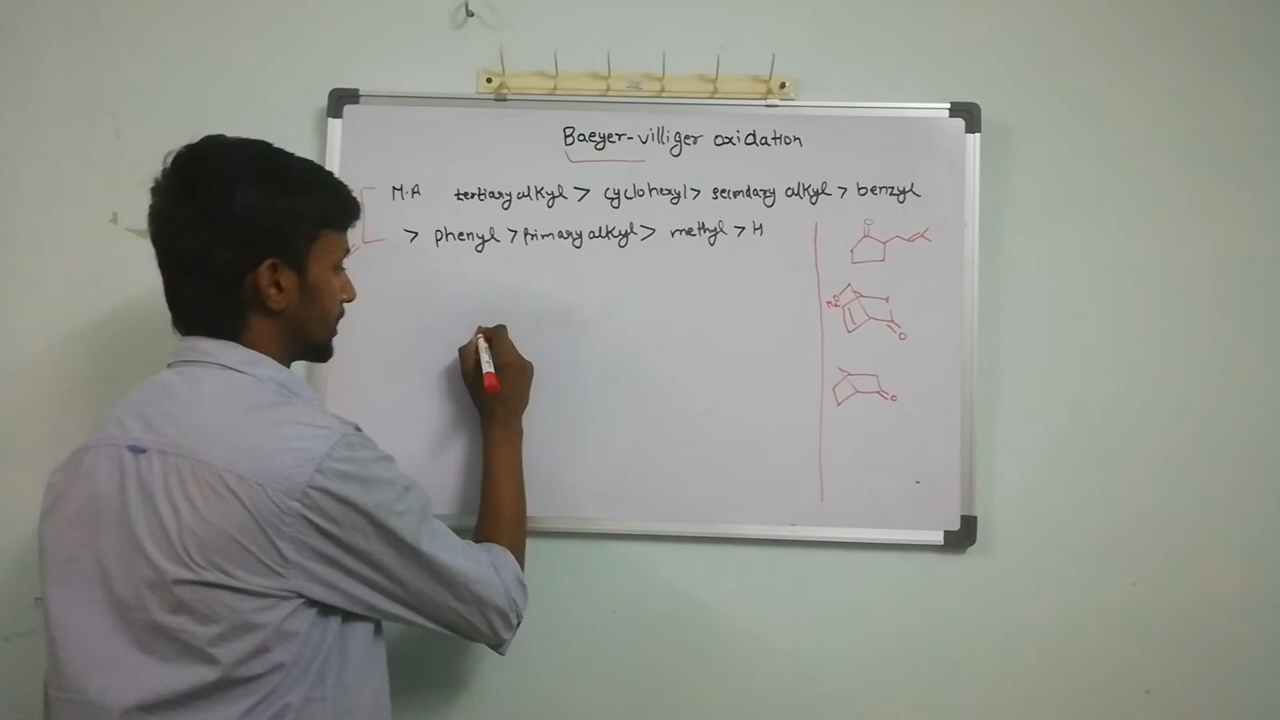 Baeyer-villiger oxidation
M.A tertiary alkyl > cyclohexyl > secondary alkyl > benzyl
> phenyl > primary alkyl > methyl > H
O
O
O